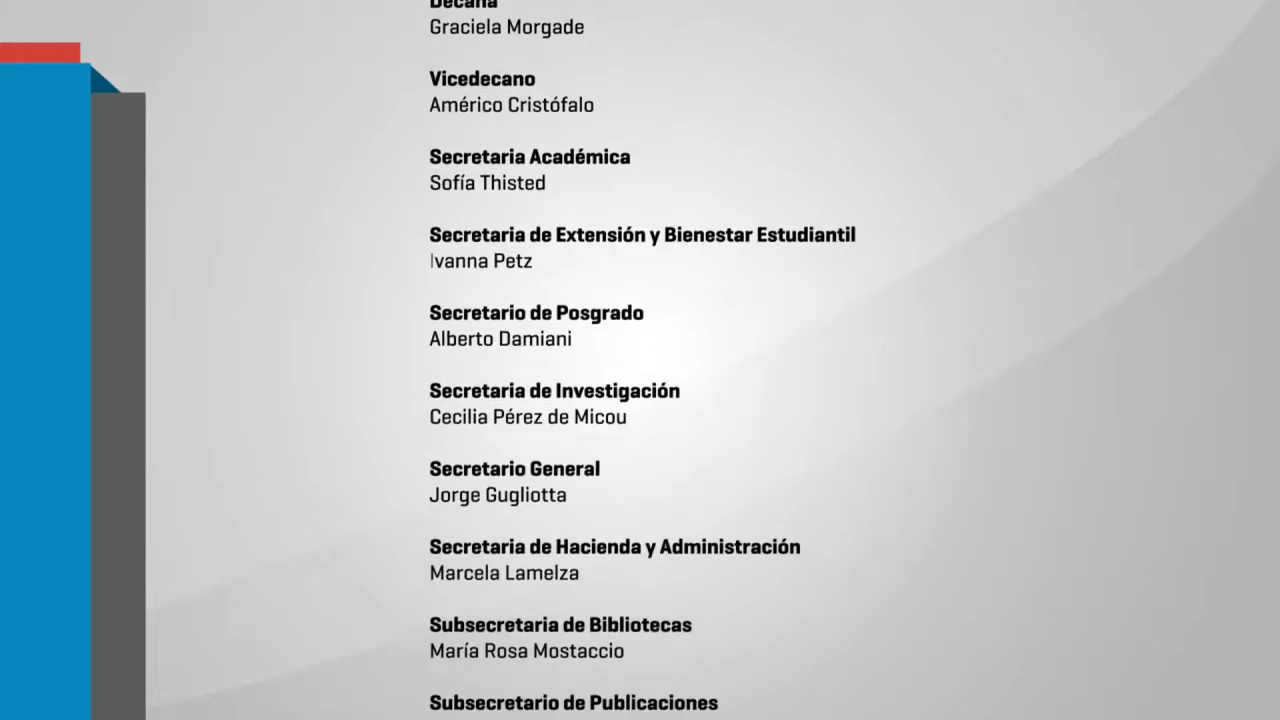 Decana
Graciela Morgade
Vicedecano
Américo Cristófalo
Secretaria Académica
Sofía Thisted
Secretaria de Extensión y Bienestar Estudiantil
Ivanna Petz
Secretario de Posgrado
Alberto Damiani
Secretaria de Investigación
Cecilia Pérez de Micou
Secretario General
Jorge Gugliotta
Secretaria de Hacienda y Administración
Marcela Lamelza
Subsecretaria de Bibliotecas
María Rosa Mostaccio
Subsecretario de Publicaciones